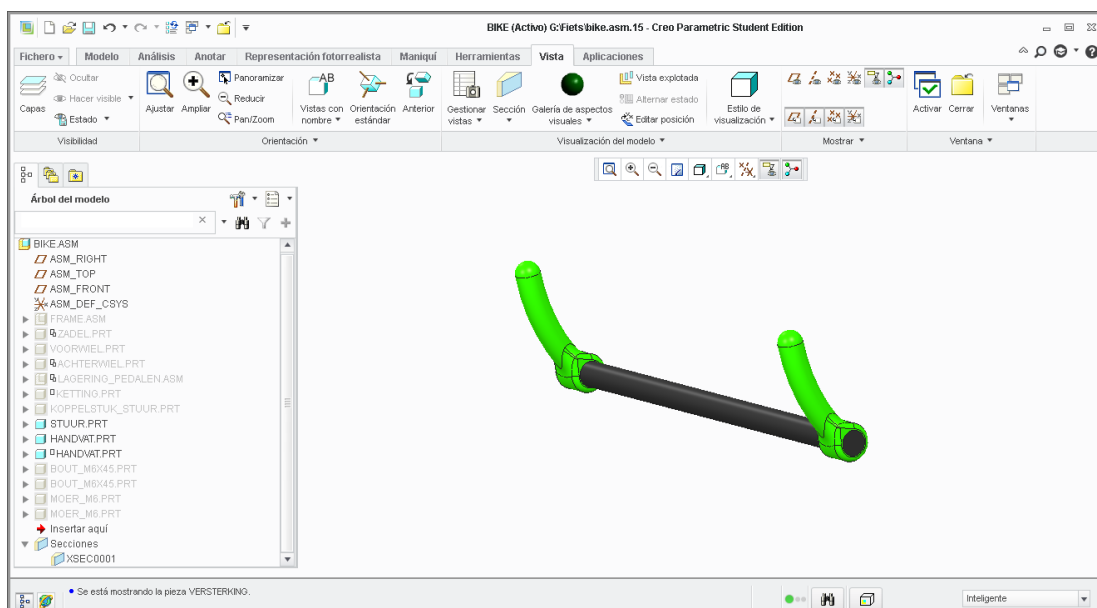 BIKE (Activo) G:\Fiets\bike.asm.15 - Creo Parametric Student Edition
Fichero Modelo Análisis Anotar Representación fotorrealista Maniquí Herramientas Vista Aplicaciones
Capas
Ocultar
Hacer visible
Estado
Visibilidad
Ajustar
Ampliar
Panoramizar
Reducir
Pan/Zoom
Vistas con nombre
Orientación estándar
Anterior
Orientación
Gestionar vistas
Sección
Galería de aspectos visuales
Vista explotada
Alternar estado
Editar posición
Estilo de visualización
Visualización del modelo
Mostrar
Activar
Cerrar
Ventanas
Ventana
Árbol del modelo
BIKE.ASM
ASM_RIGHT
ASM_TOP
ASM_FRONT
ASM_DEF_CSYS
FRAME.ASM
ZADEL.PRT
VOORWIEL.PRT
ACHTERWIEL.PRT
LAGERING_PEDALEN.ASM
KETTING.PRT
KOPPELSTUK_STUUR.PRT
STUUR.PRT
HANDVAT.PRT
HANDVAT.PRT
BOUT_M6X45.PRT
BOUT_M6X45.PRT
MOER_M6.PRT
MOER_M6.PRT
Insertar aquí
Secciones
XSEC0001
Se está mostrando la pieza VERSTERKING.
Inteligente